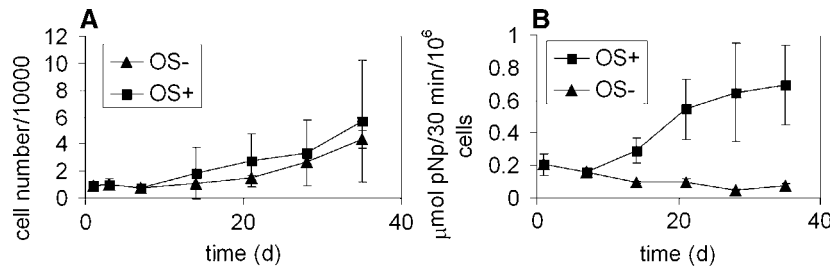 A
cell number/10000
12
10
8
6
4
2
0
OS-
OS+
0
20
40
time (d)
B
μmol pNp/30 min/10⁶
cells
1
0.8
0.6
0.4
0.2
0
OS+
OS-
0
20
40
time (d)